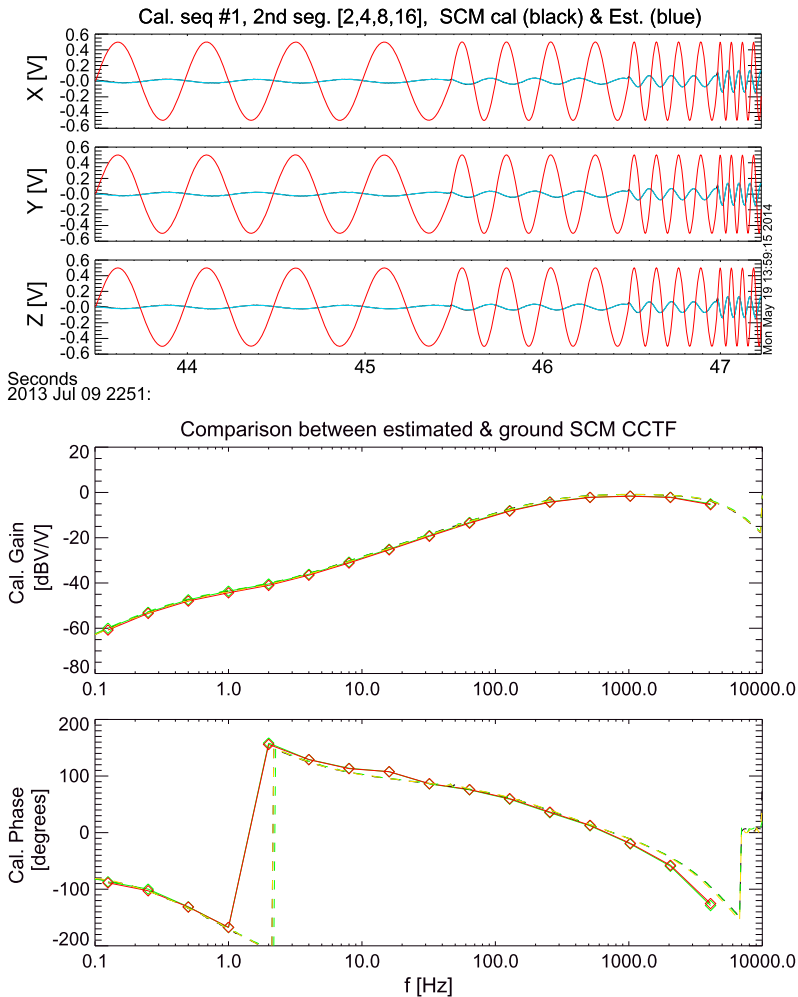 Cal. seq #1, 2nd seg. [2,4,8,16],  SCM cal (black) & Est. (blue)
X [V]
0.6
0.4
0.2
-0.0
-0.2
-0.4
-0.6
Y [V]
0.6
0.4
0.2
-0.0
-0.2
-0.4
-0.6
Z [V]
0.6
0.4
0.2
-0.0
-0.2
-0.4
-0.6
44 45 46 47
Mon May 19 13:59:15 2014
Seconds
2013 Jul 09 2251:
Comparison between estimated & ground SCM CCTF
Cal. Gain
[dBV/V]
20
0
-20
-40
-60
-80
0.1 1.0 10.0 100.0 1000.0 10000.0
Cal. Phase
[degrees]
200
100
0
-100
-200
0.1 1.0 10.0 100.0 1000.0 10000.0
f [Hz]